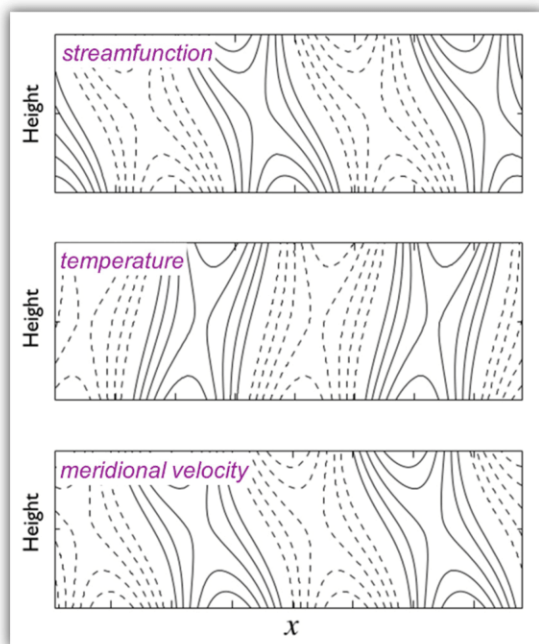 streamfunction
Height
temperature
Height
meridional velocity
Height
x